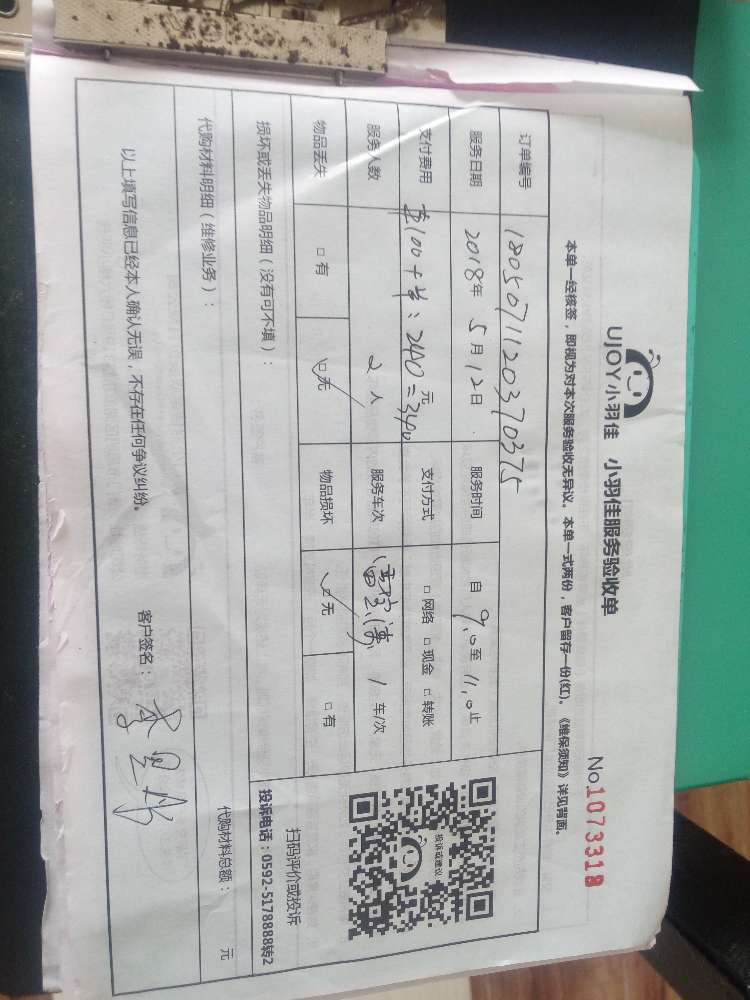 UJOY小羽佳 小羽佳服务验收单
No 1073319
本单一经核签，即视为对本次服务验收无异议。本单一式两份，客户留存一份(红)。《维保须知》详见背面。
订单编号 1805071120370375
服务日期 2018年 5月12日 服务时间 自 9.0至 11.0止
支付费用 100+ : 240元=340 支付方式 □网络 □现金 □转账
服务人数 2人 服务车次 1 车/次
物品丢失 □有 ☑无 物品损坏 ☑无 □有
投诉或建议
扫码评价或投诉
投诉电话：0592-5178888转2
损坏或丢失物品明细（没有可不填）：
代购材料明细（维修业务）： 代购材料总额： 元
以上填写信息已经本人确认无误，不存在任何争议纠纷。 客户签名：